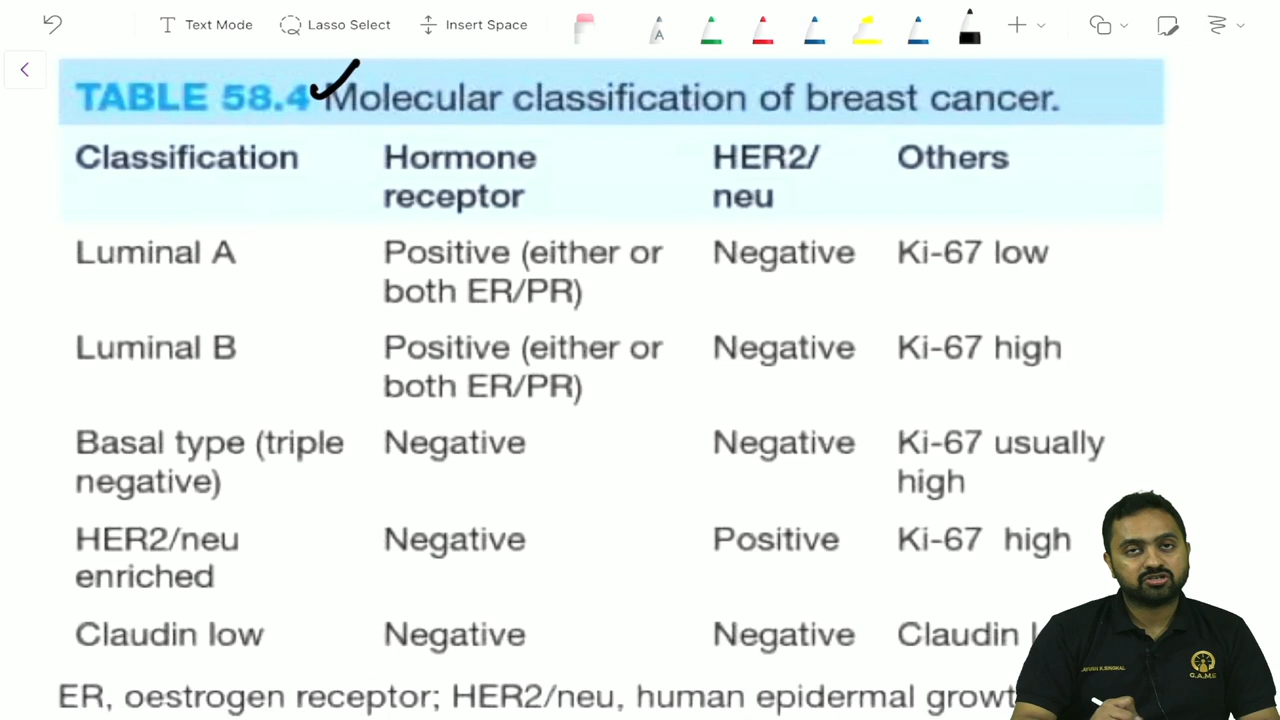 Text Mode Lasso Select Insert Space
TABLE 58.4 Molecular classification of breast cancer.
Classification Hormone receptor HER2/neu Others
Luminal A Positive (either or both ER/PR) Negative Ki-67 low
Luminal B Positive (either or both ER/PR) Negative Ki-67 high
Basal type (triple negative) Negative Negative Ki-67 usually high
HER2/neu enriched Negative Positive Ki-67 high
Claudin low Negative Negative Claudin
ER, oestrogen receptor; HER2/neu, human epidermal
G.A.M.S